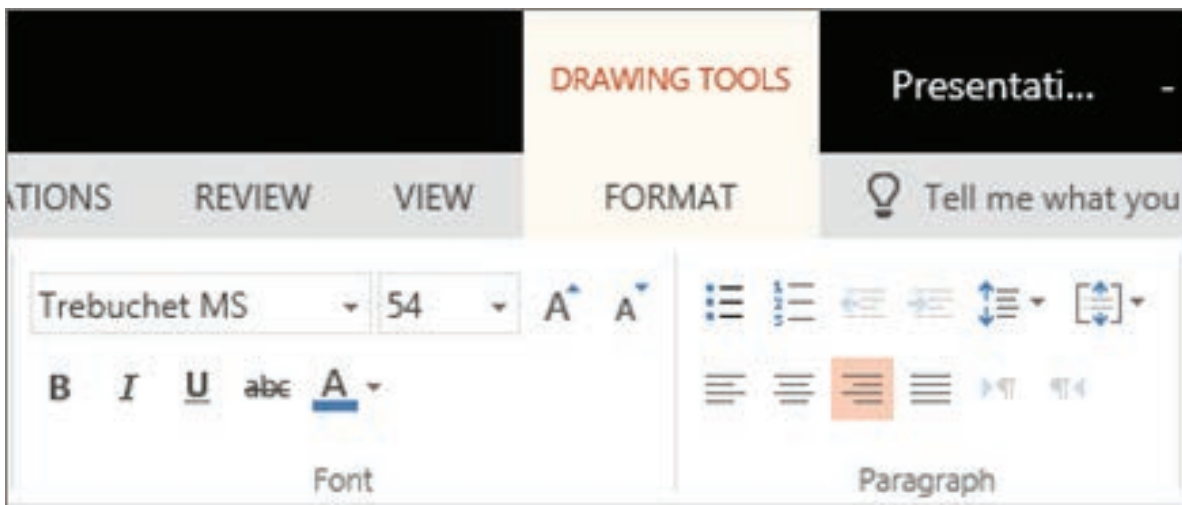 DRAWING TOOLS Presentati... -
ATIONS REVIEW VIEW FORMAT Tell me what you
Trebuchet MS 54 A A
B I U abc A
Font Paragraph